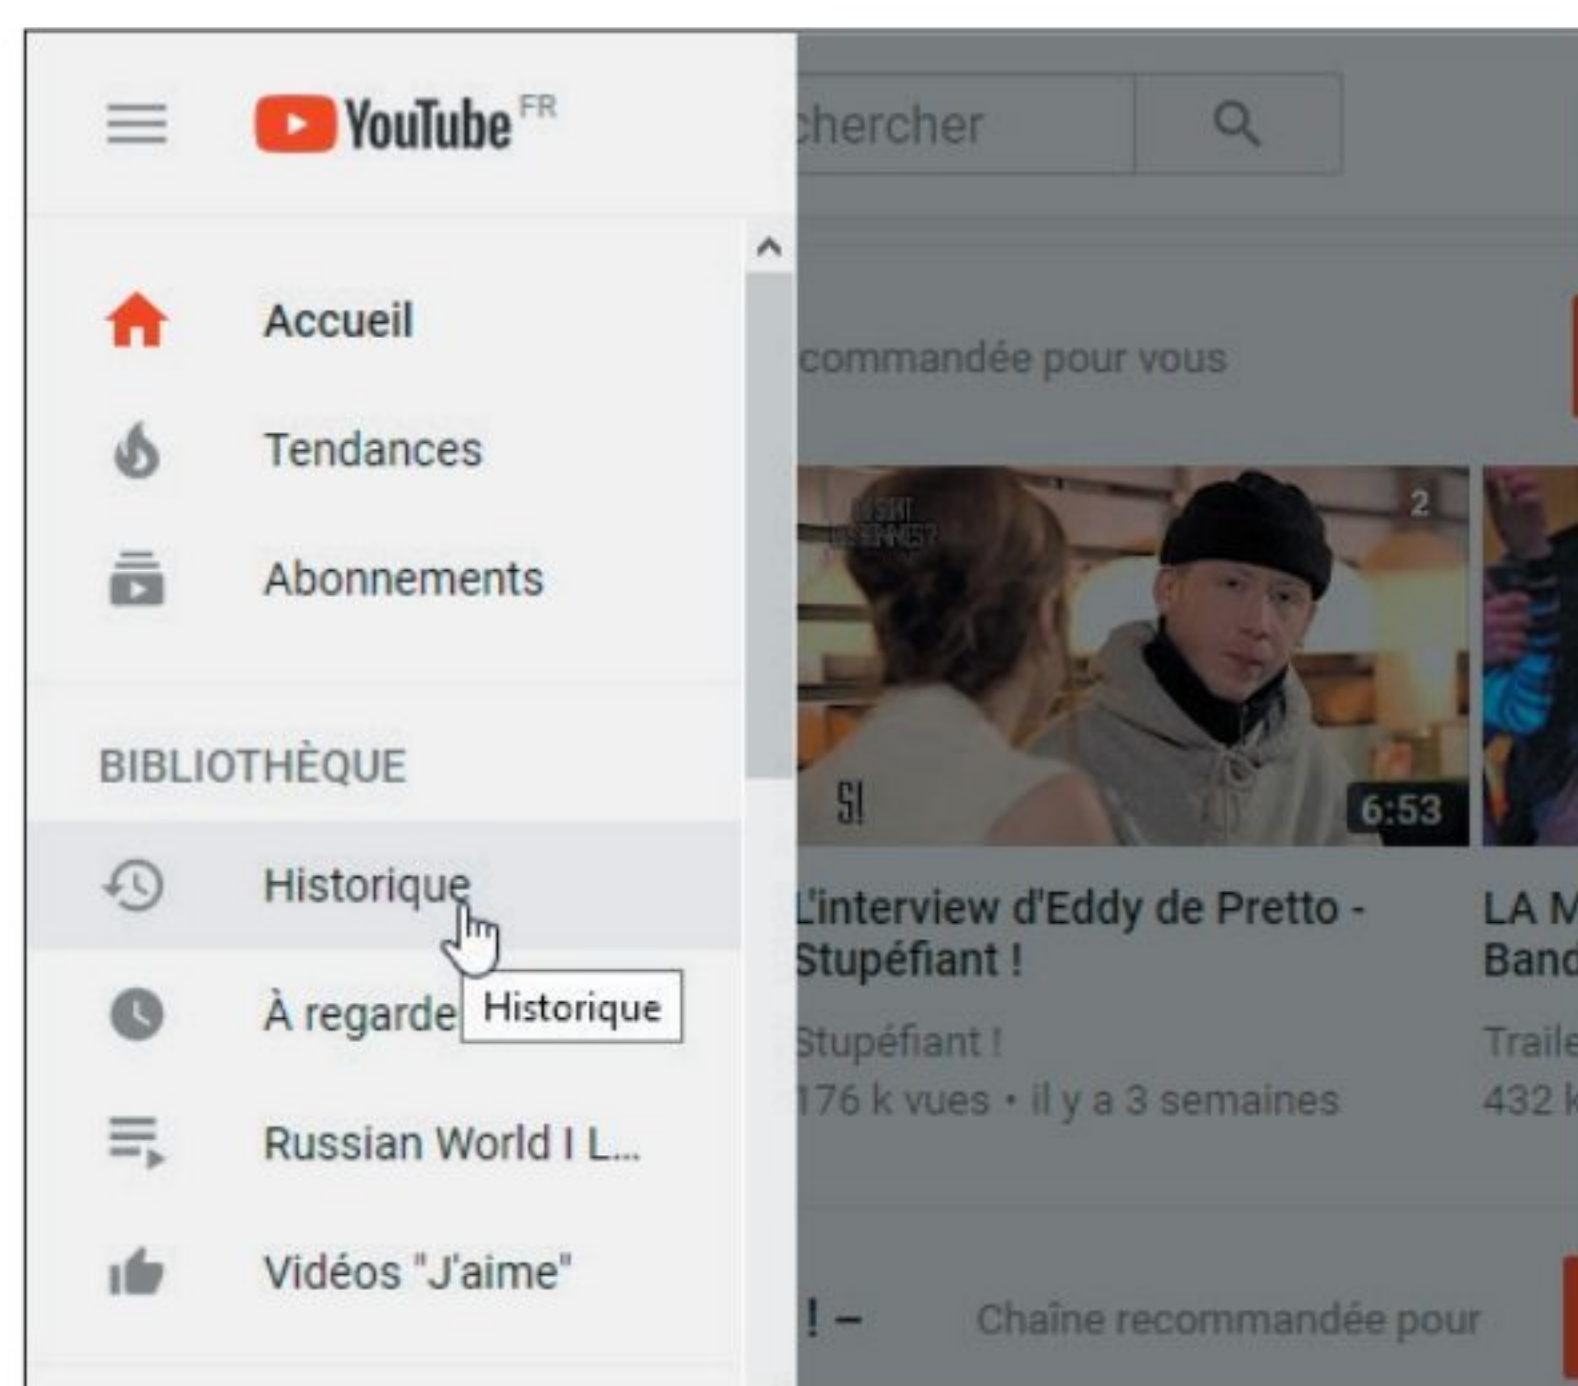 YouTube FR
chercher
Accueil
Tendances
Abonnements
BIBLIOTHÈQUE
Historique
À regarde
Historique
Russian World I L...
Vidéos "J'aime"
commandée pour vous
2
S!
6:53
L'interview d'Eddy de Pretto -
Stupéfiant !
Stupéfiant !
176 k vues • il y a 3 semaines
LA M
Band
Traile
432 k
! –
Chaîne recommandée pour